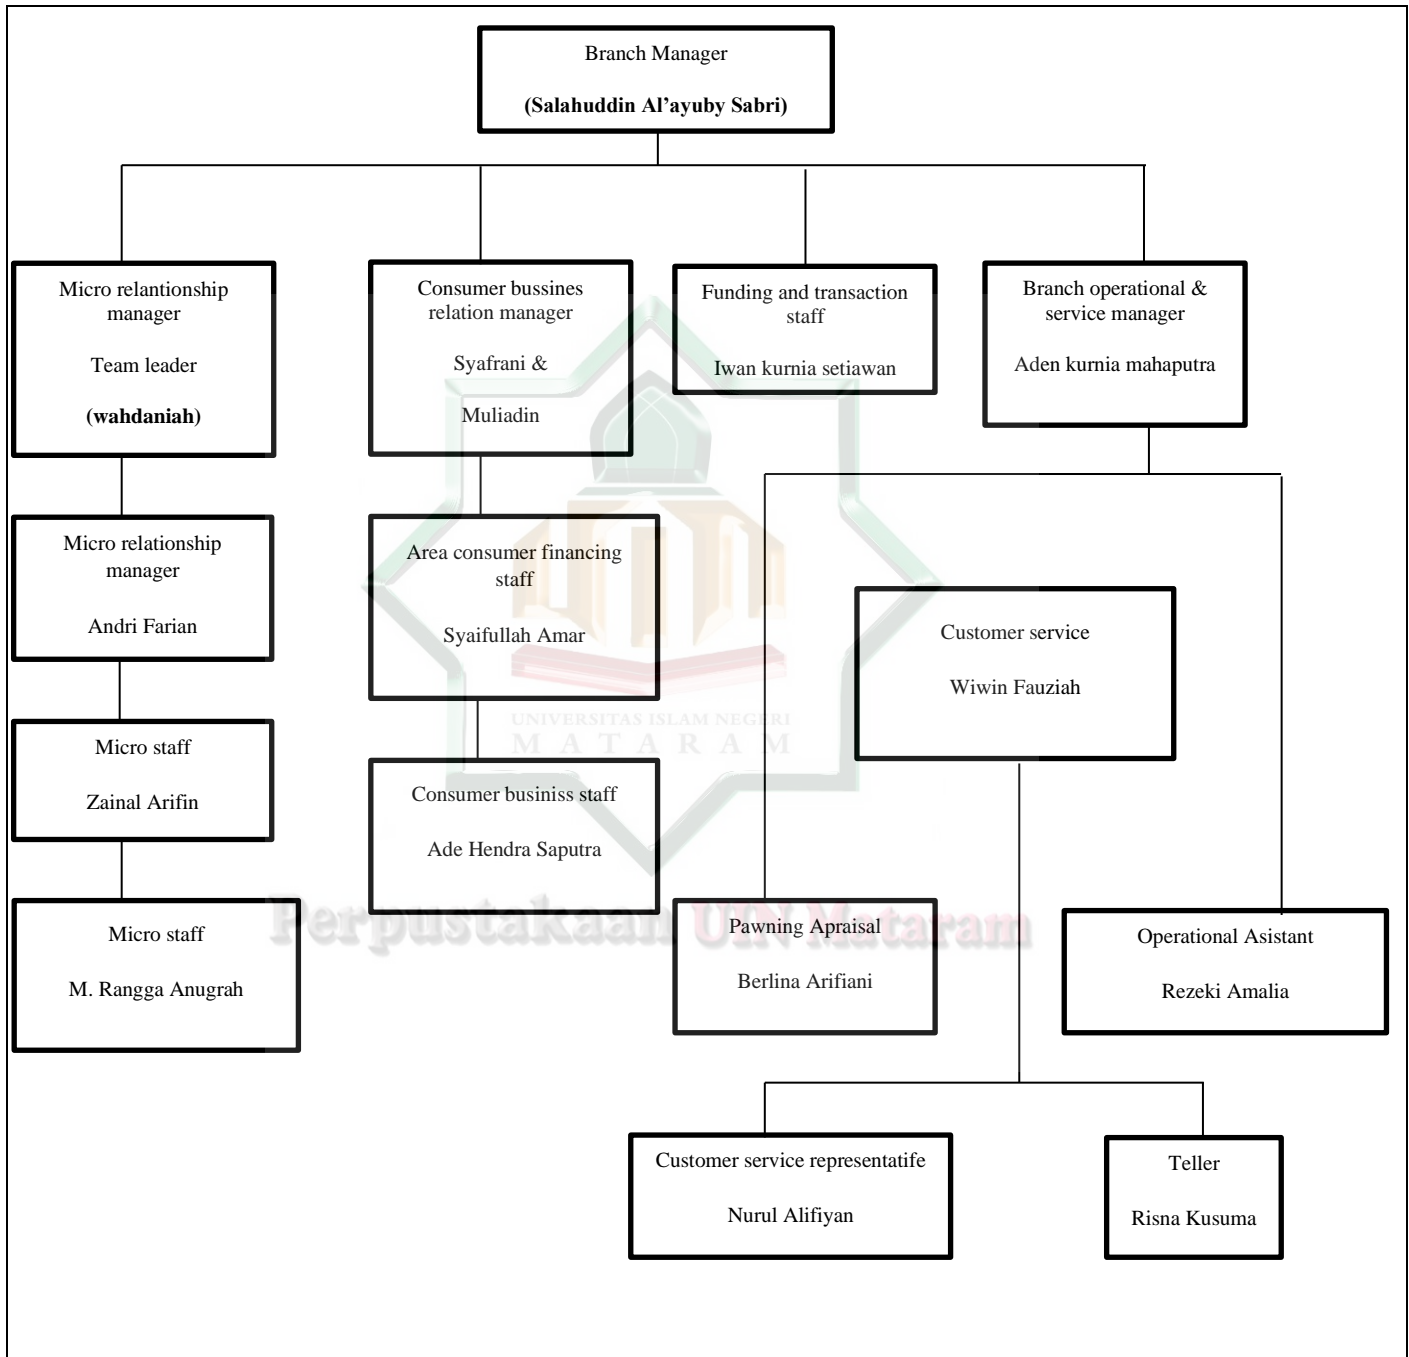 Branch Manager
(Salahuddin Al’ayuby Sabri)
Micro relantionship
manager
Team leader
(wahdaniah)
Consumer bussines
relation manager
Syafrani &
Muliadin
Funding and transaction
staff
Iwan kurnia setiawan
Branch operational &
service manager
Aden kurnia mahaputra
Micro relationship
manager
Andri Farian
Area consumer financing
staff
Syaifullah Amar
Customer service
Wiwin Fauziah
Micro staff
Zainal Arifin
UNIVERSITAS ISLAM NEGERI
MATARAM
Consumer businiss staff
Ade Hendra Saputra
Micro staff
M. Rangga Anugrah
Perpustakaan UIN Mataram
Pawning Apraisal
Berlina Arifiani
Operational Asistant
Rezeki Amalia
Customer service representatife
Nurul Alifiyan
Teller
Risna Kusuma